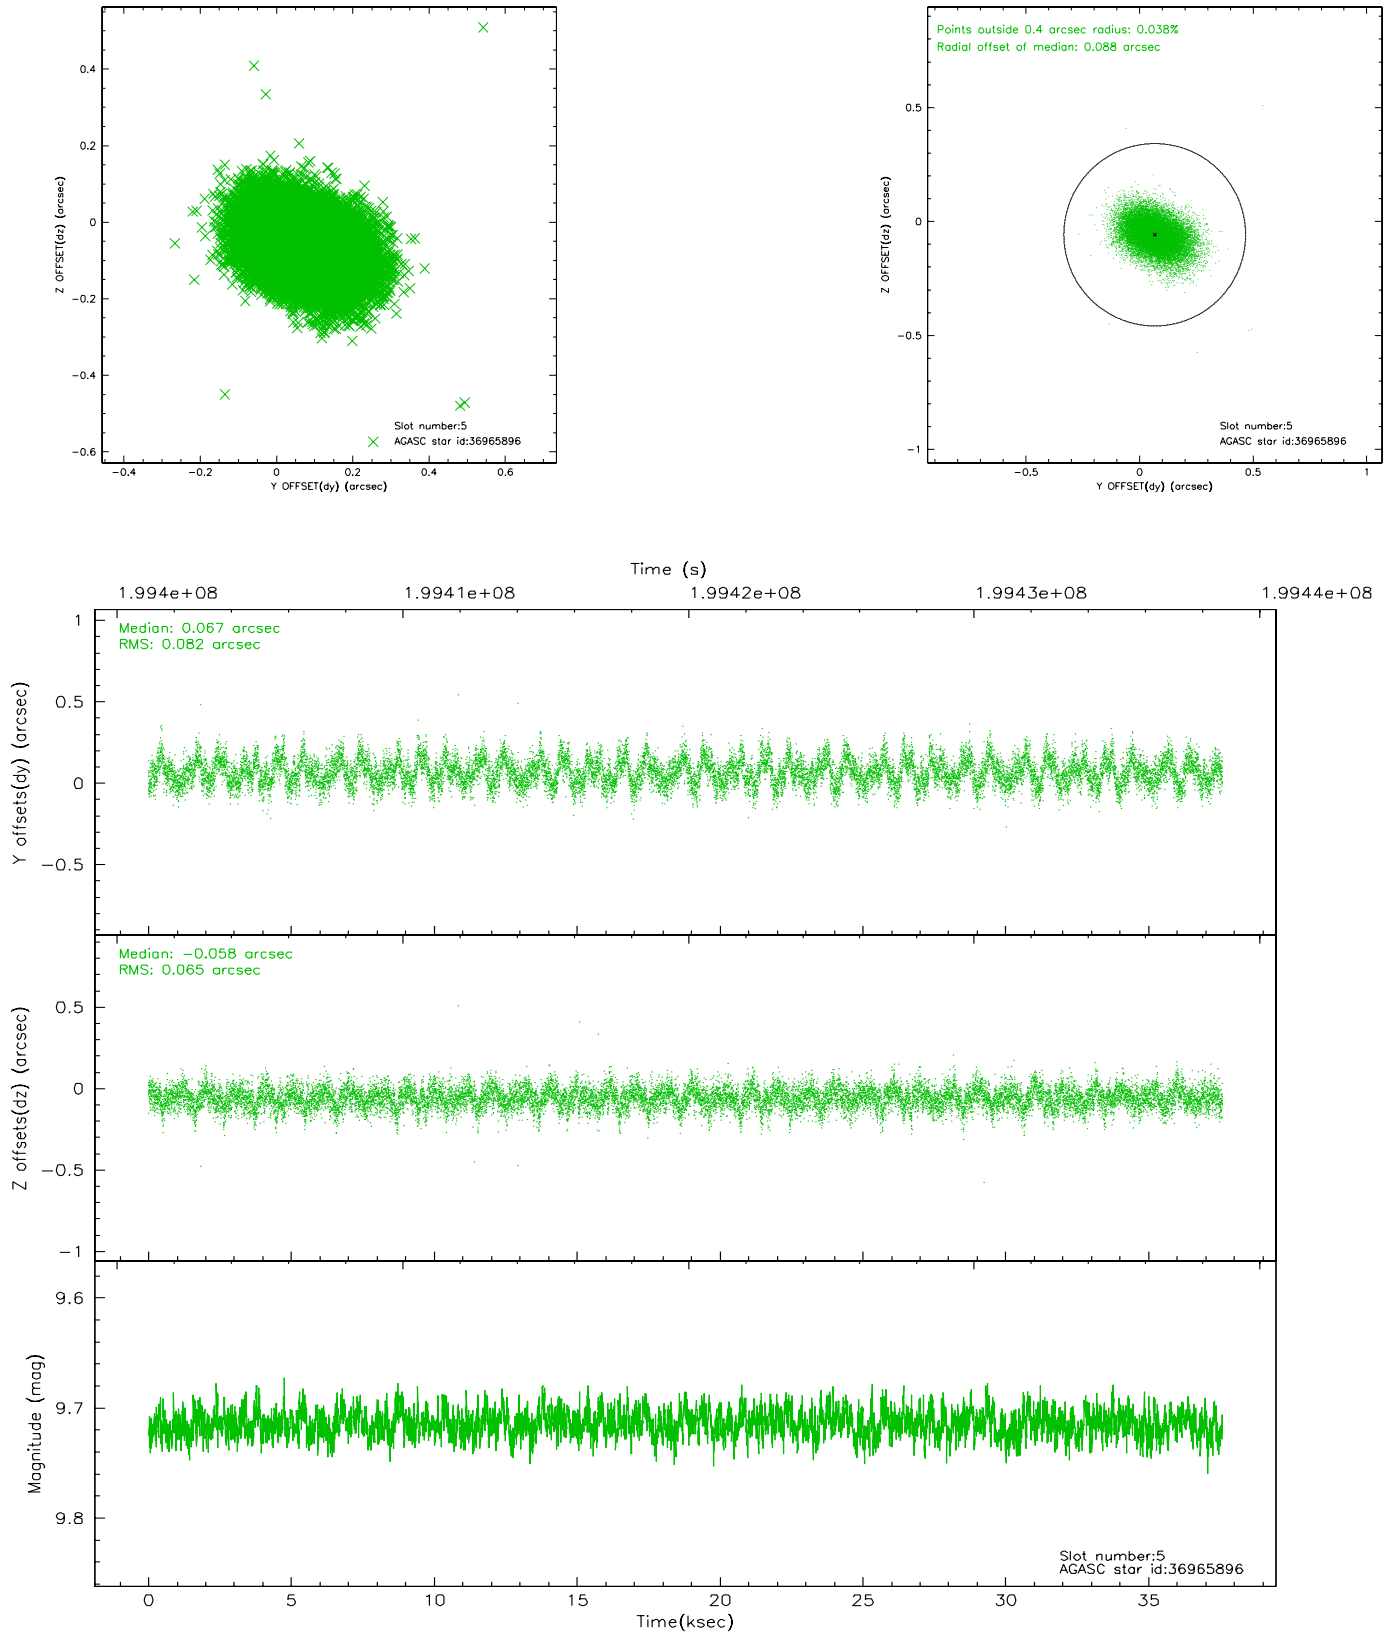 0.4
0.2
0
-0.2
-0.4
-0.6
Z OFFSET(dz) (arcsec)
Slot number:5
AGASC star id:36965896
-0.4 -0.2 0 0.2 0.4 0.6
Y OFFSET(dy) (arcsec)
Points outside 0.4 arcsec radius: 0.038%
Radial offset of median: 0.088 arcsec
0.5
0
-0.5
-1
Z OFFSET(dz) (arcsec)
Slot number:5
AGASC star id:36965896
-0.5 0 0.5 1
Y OFFSET(dy) (arcsec)
Time (s)
1.994e+08 1.9941e+08 1.9942e+08 1.9943e+08 1.9944e+08
Median: 0.067 arcsec
RMS: 0.082 arcsec
1
0.5
0
-0.5
Y offsets(dy) (arcsec)
Median: -0.058 arcsec
RMS: 0.065 arcsec
0.5
0
-0.5
-1
Z offsets(dz) (arcsec)
9.6
9.7
9.8
Magnitude (mag)
Slot number:5
AGASC star id:36965896
0 5 10 15 20 25 30 35
Time(ksec)